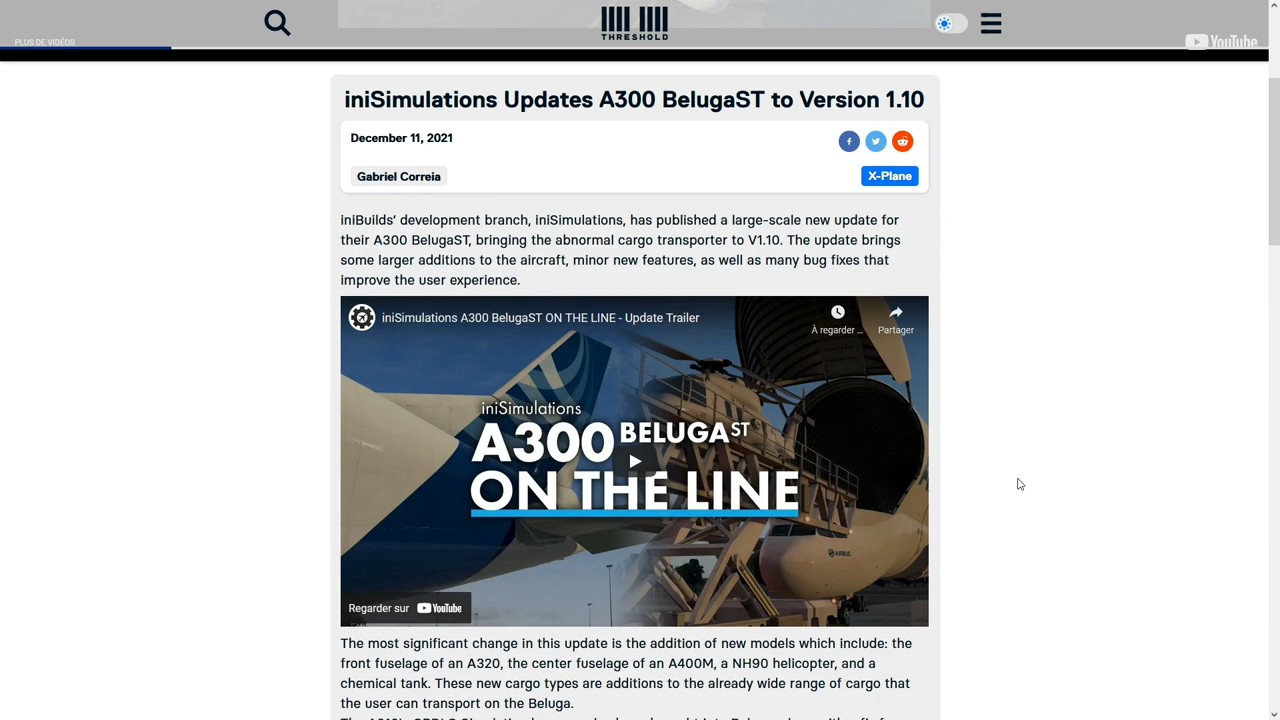 PLUS DE VIDÉOS
THRESHOLD
YouTube
iniSimulations Updates A300 BelugaST to Version 1.10
December 11, 2021
Gabriel Correia
X-Plane
iniBuilds’ development branch, iniSimulations, has published a large-scale new update for
their A300 BelugaST, bringing the abnormal cargo transporter to V1.10. The update brings
some larger additions to the aircraft, minor new features, as well as many bug fixes that
improve the user experience.
iniSimulations A300 BelugaST ON THE LINE - Update Trailer
À regarder ...
Partager
iniSimulations
A300 BELUGA ST
ON THE LINE
AIRBUS
Regarder sur YouTube
The most significant change in this update is the addition of new models which include: the
front fuselage of an A320, the center fuselage of an A400M, a NH90 helicopter, and a
chemical tank. These new cargo types are additions to the already wide range of cargo that
the user can transport on the Beluga.